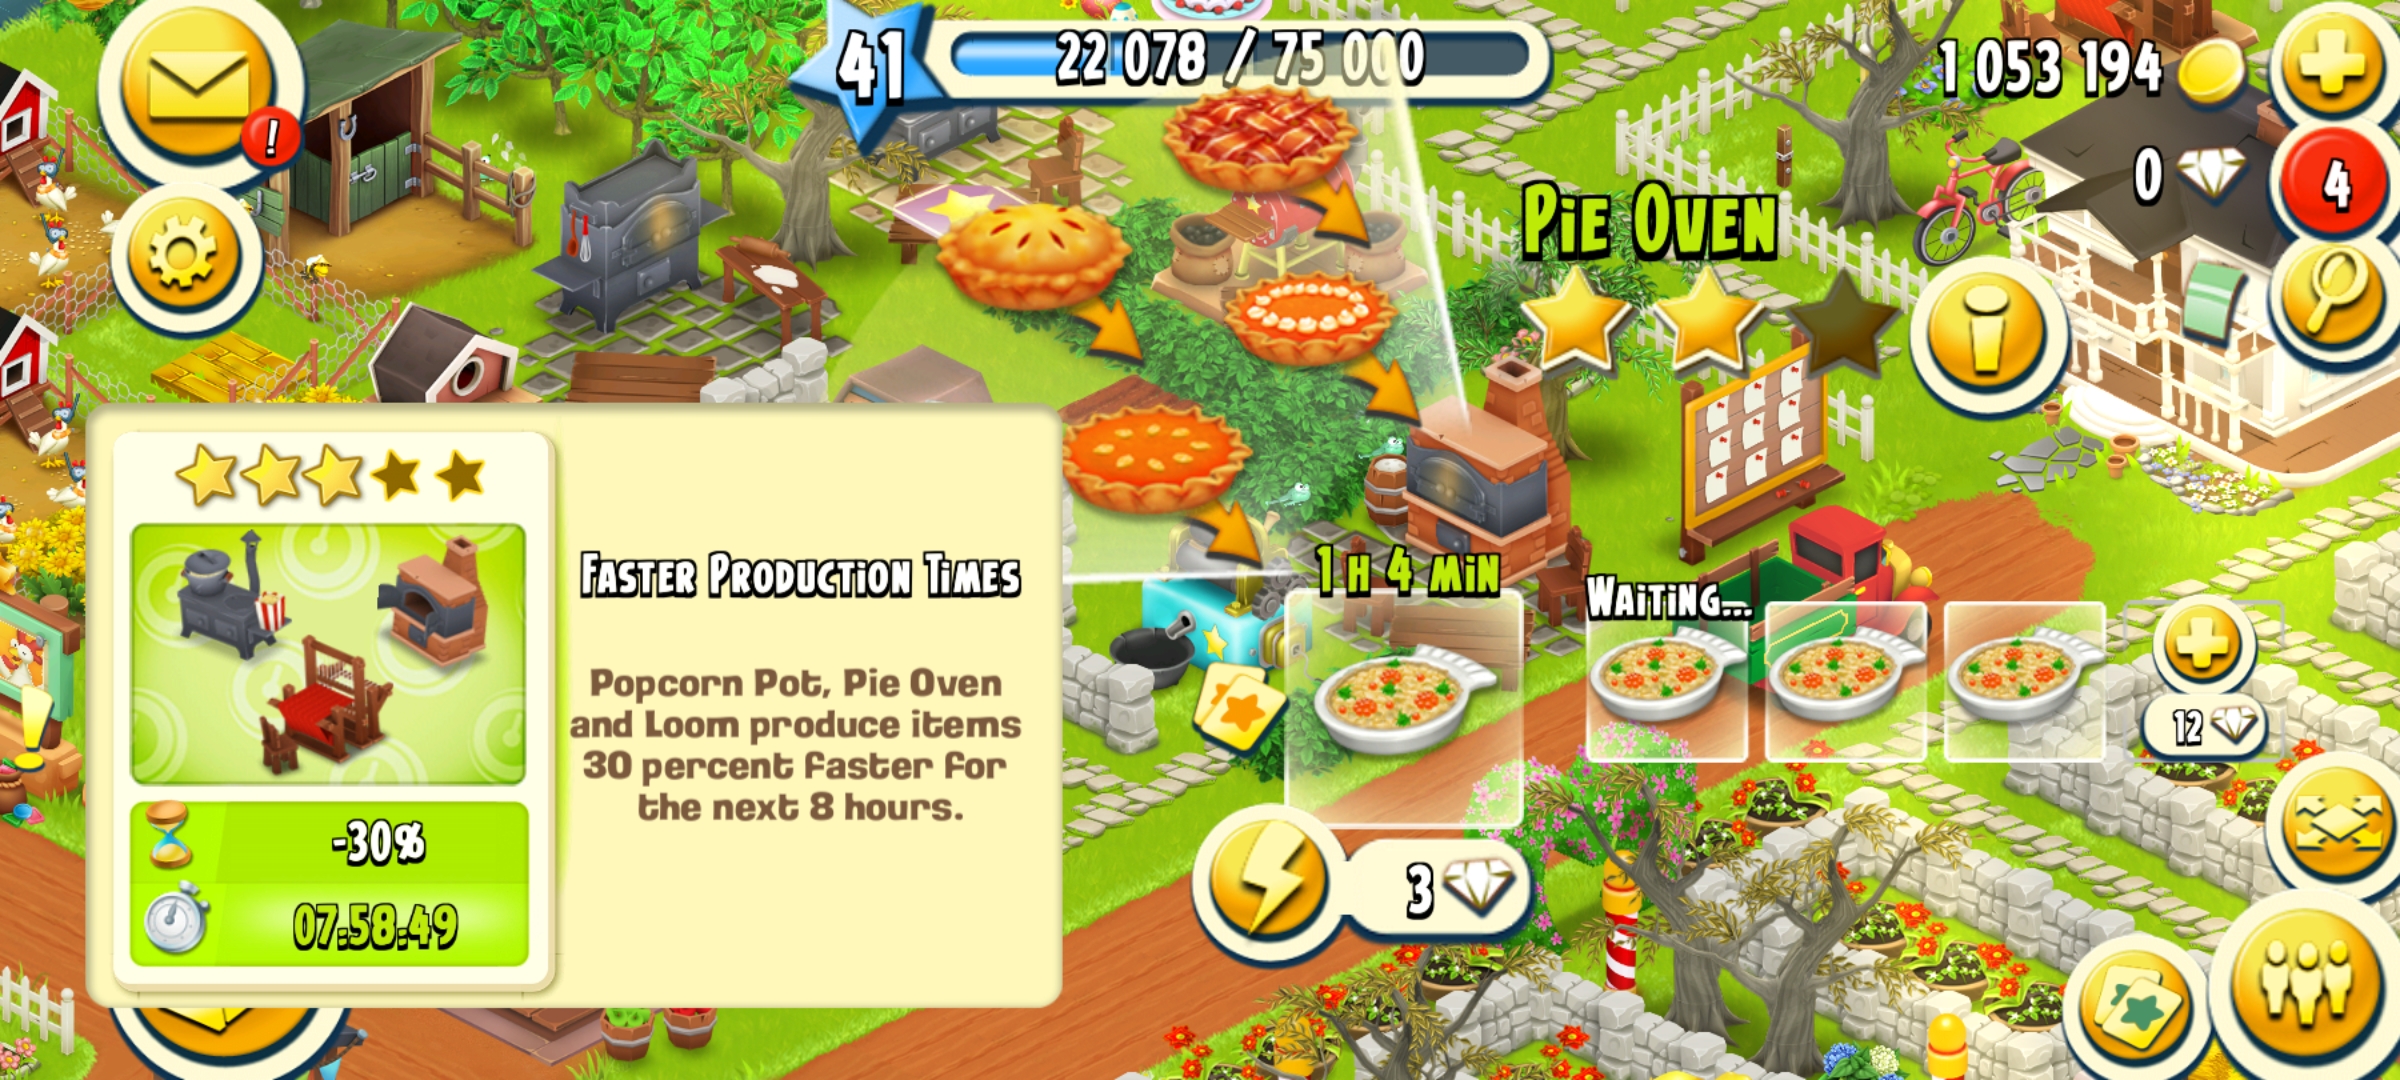 41
22 078 / 75 000
1 053 194
0
4
!
PIE OVEN
FASTER PRODUCTION TIMES
Popcorn Pot, Pie Oven
and Loom produce items
30 percent faster for
the next 8 hours.
-30%
07:58:49
1 H 4 MIN
WAITING...
12
3